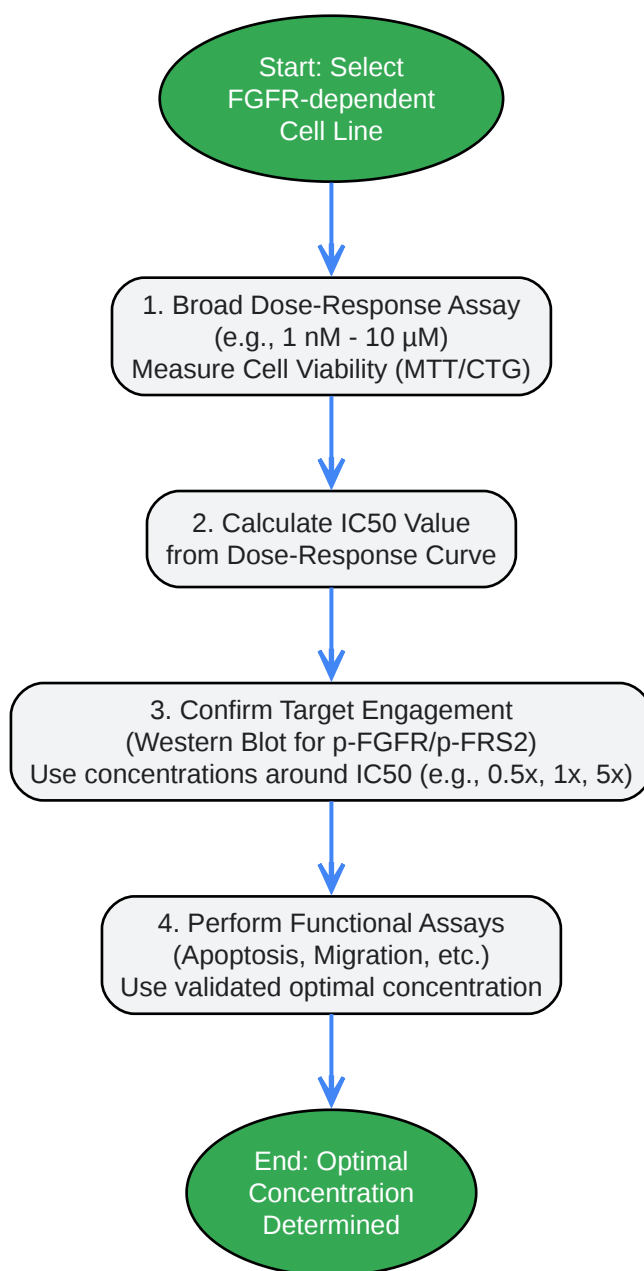 Start: Select
FGFR-dependent
Cell Line
1. Broad Dose-Response Assay
(e.g., 1 nM - 10 µM)
Measure Cell Viability (MTT/CTG)
2. Calculate IC50 Value
from Dose-Response Curve
3. Confirm Target Engagement
(Western Blot for p-FGFR/p-FRS2)
Use concentrations around IC50 (e.g., 0.5x, 1x, 5x)
4. Perform Functional Assays
(Apoptosis, Migration, etc.)
Use validated optimal concentration
End: Optimal
Concentration
Determined